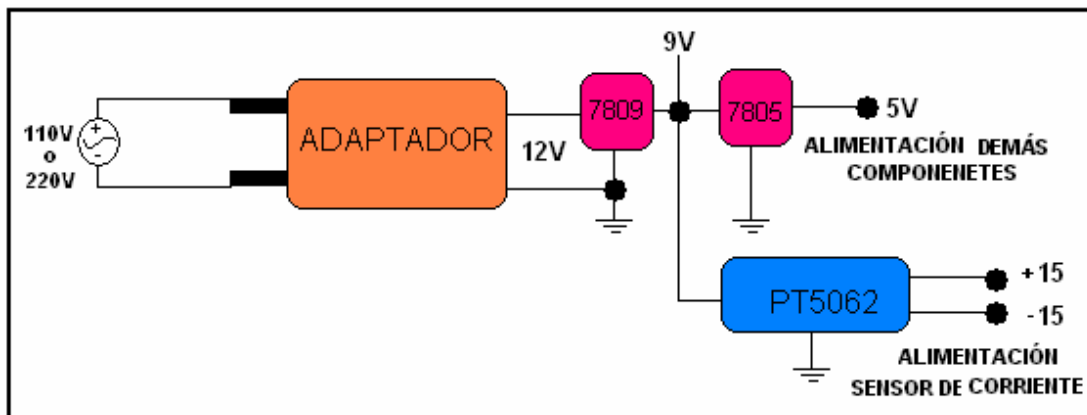 9V
110V
o
220V
+
-
ADAPTADOR
12V
7809
7805
5V
ALIMENTACIÓN DEMÁS
COMPONENETES
PT5062
+15
-15
ALIMENTACIÓN
SENSOR DE CORRIENTE